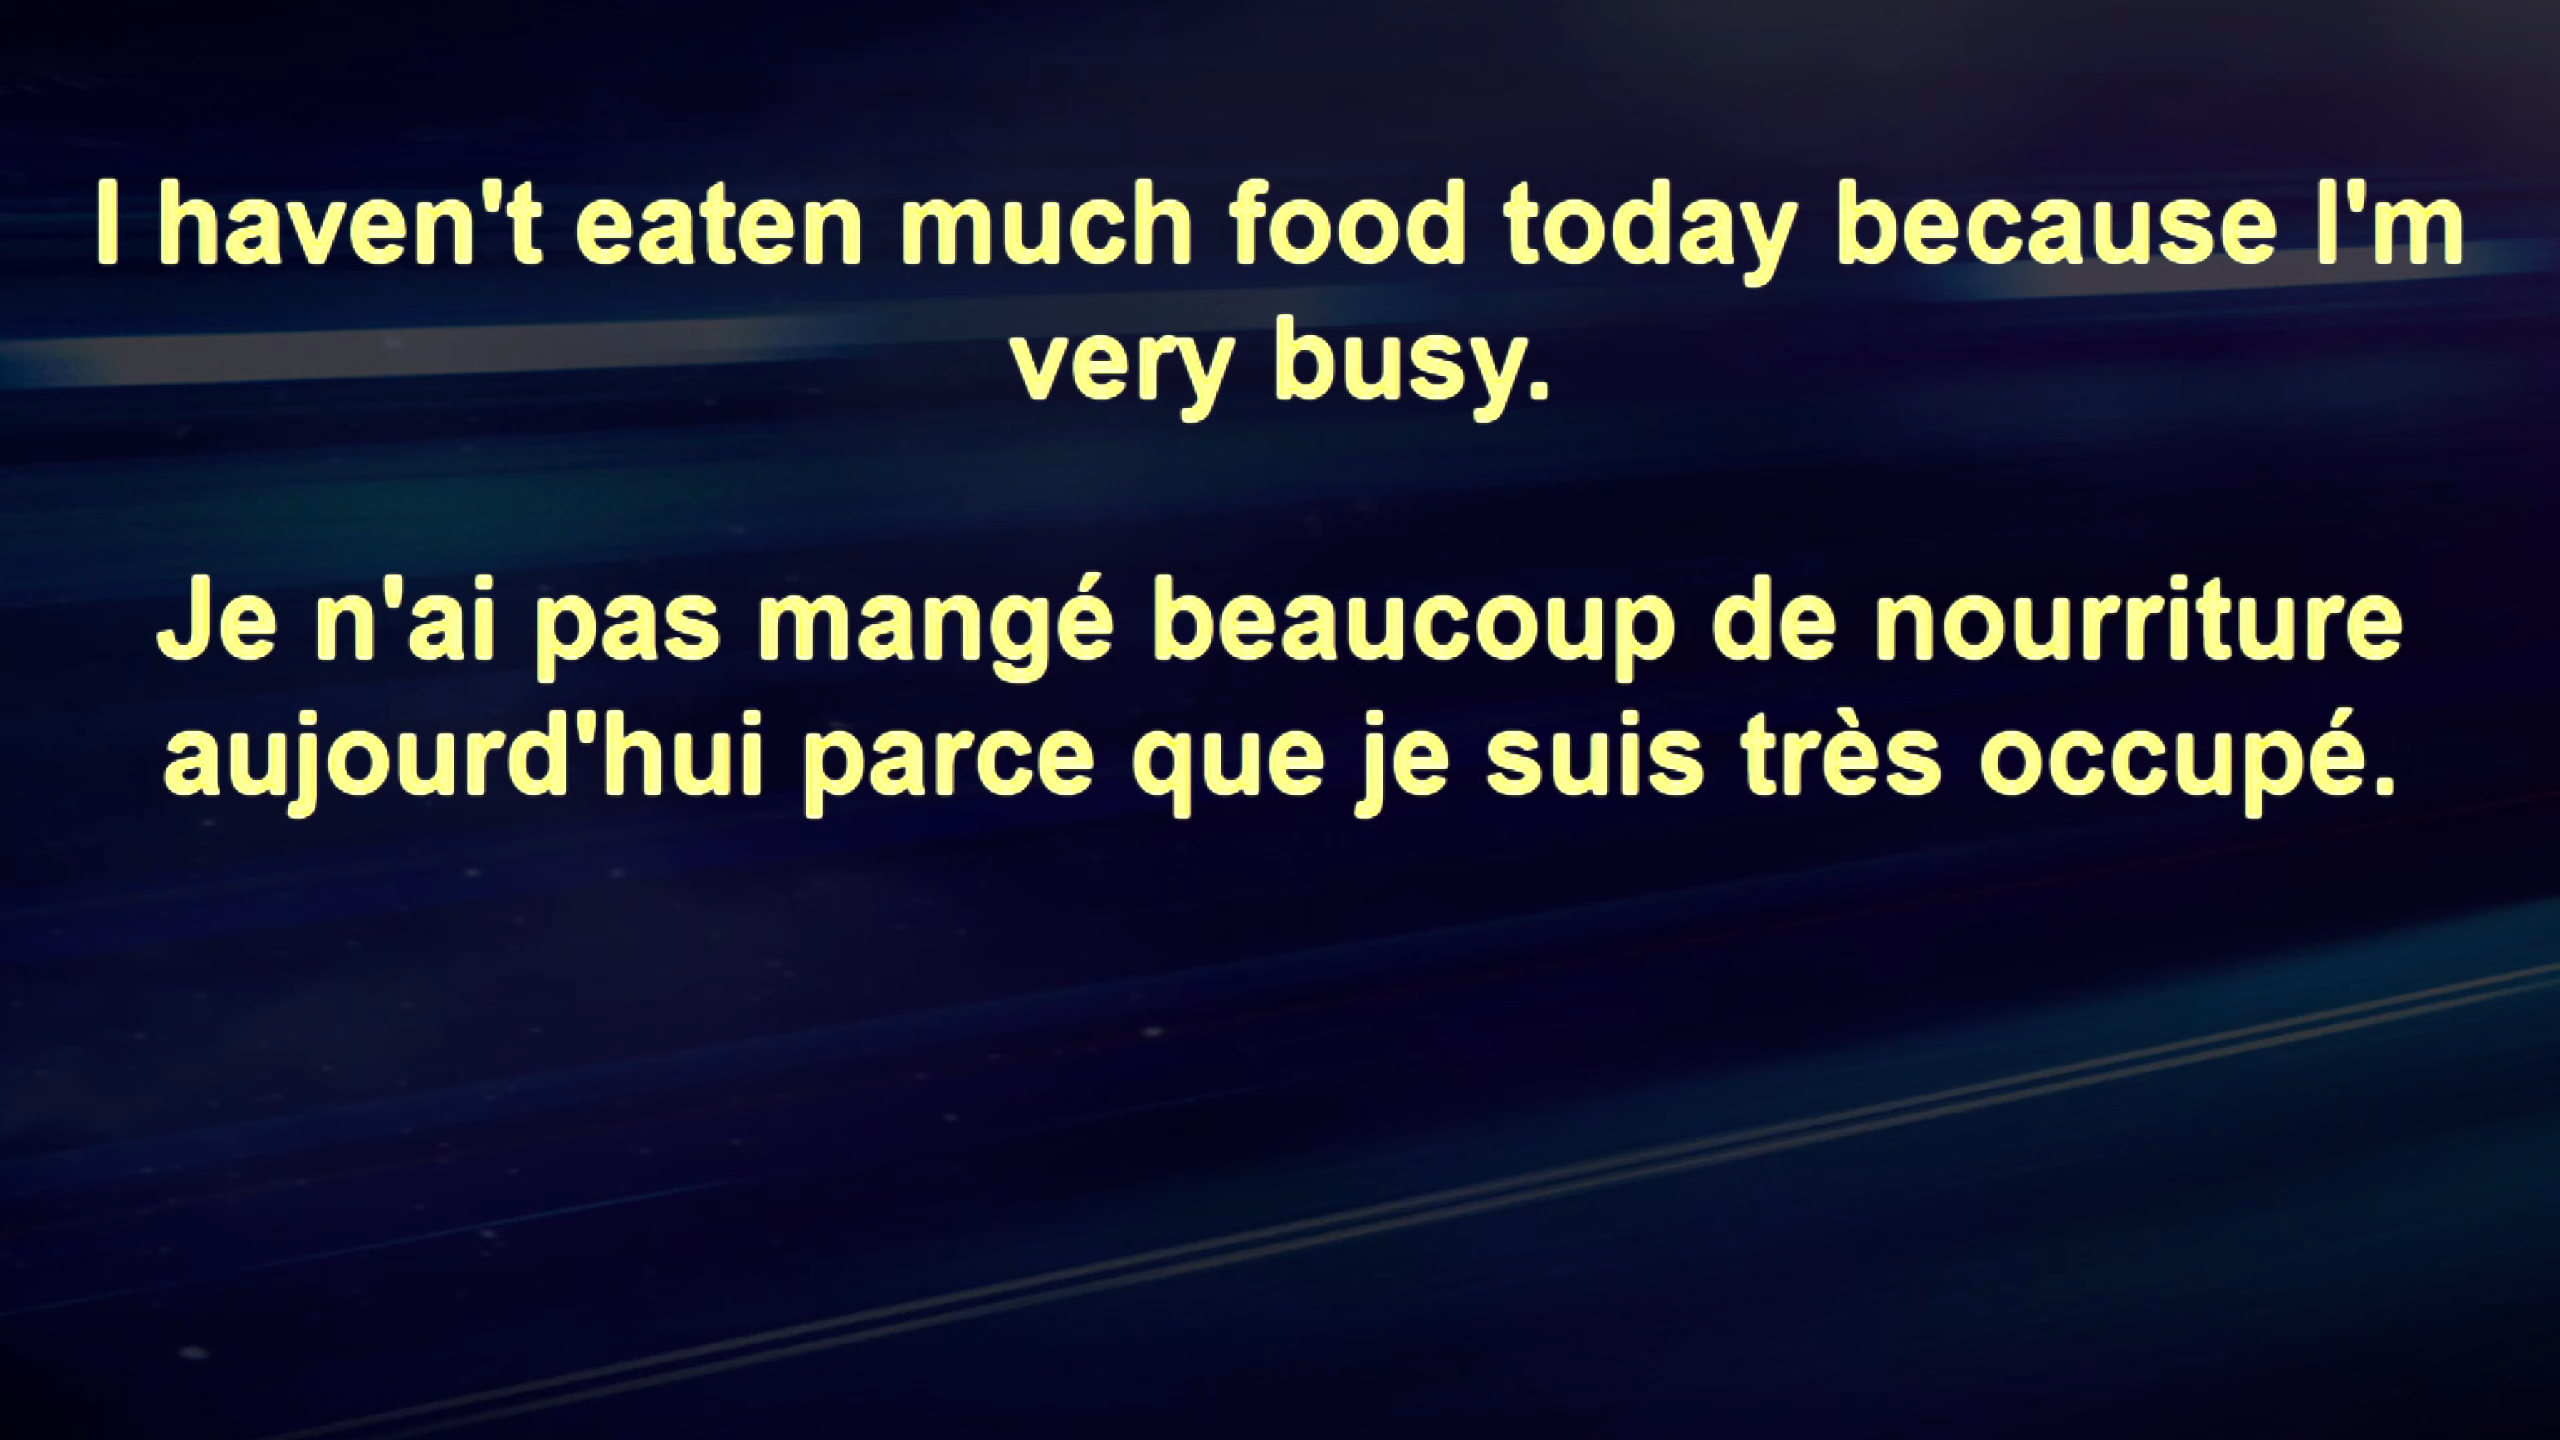 I haven't eaten much food today because I'm
very busy.
Je n'ai pas mangé beaucoup de nourriture
aujourd'hui parce que je suis très occupé.